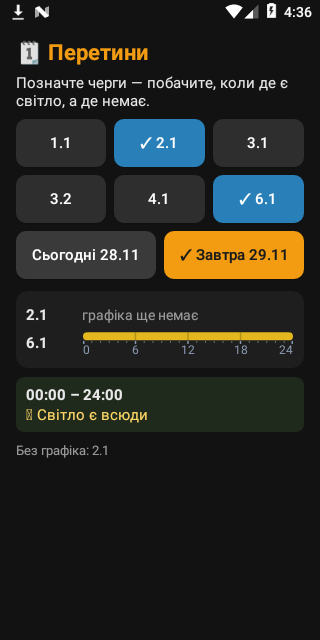 4:36
Перетини
Позначте черги — побачите, коли де є
світло, а де немає.
1.1
✓ 2.1
3.1
3.2
4.1
✓ 6.1
Сьогодні 28.11
✓ Завтра 29.11
2.1 графіка ще немає
6.1
0 6 12 18 24
00:00 – 24:00
Світло є всюди
Без графіка: 2.1